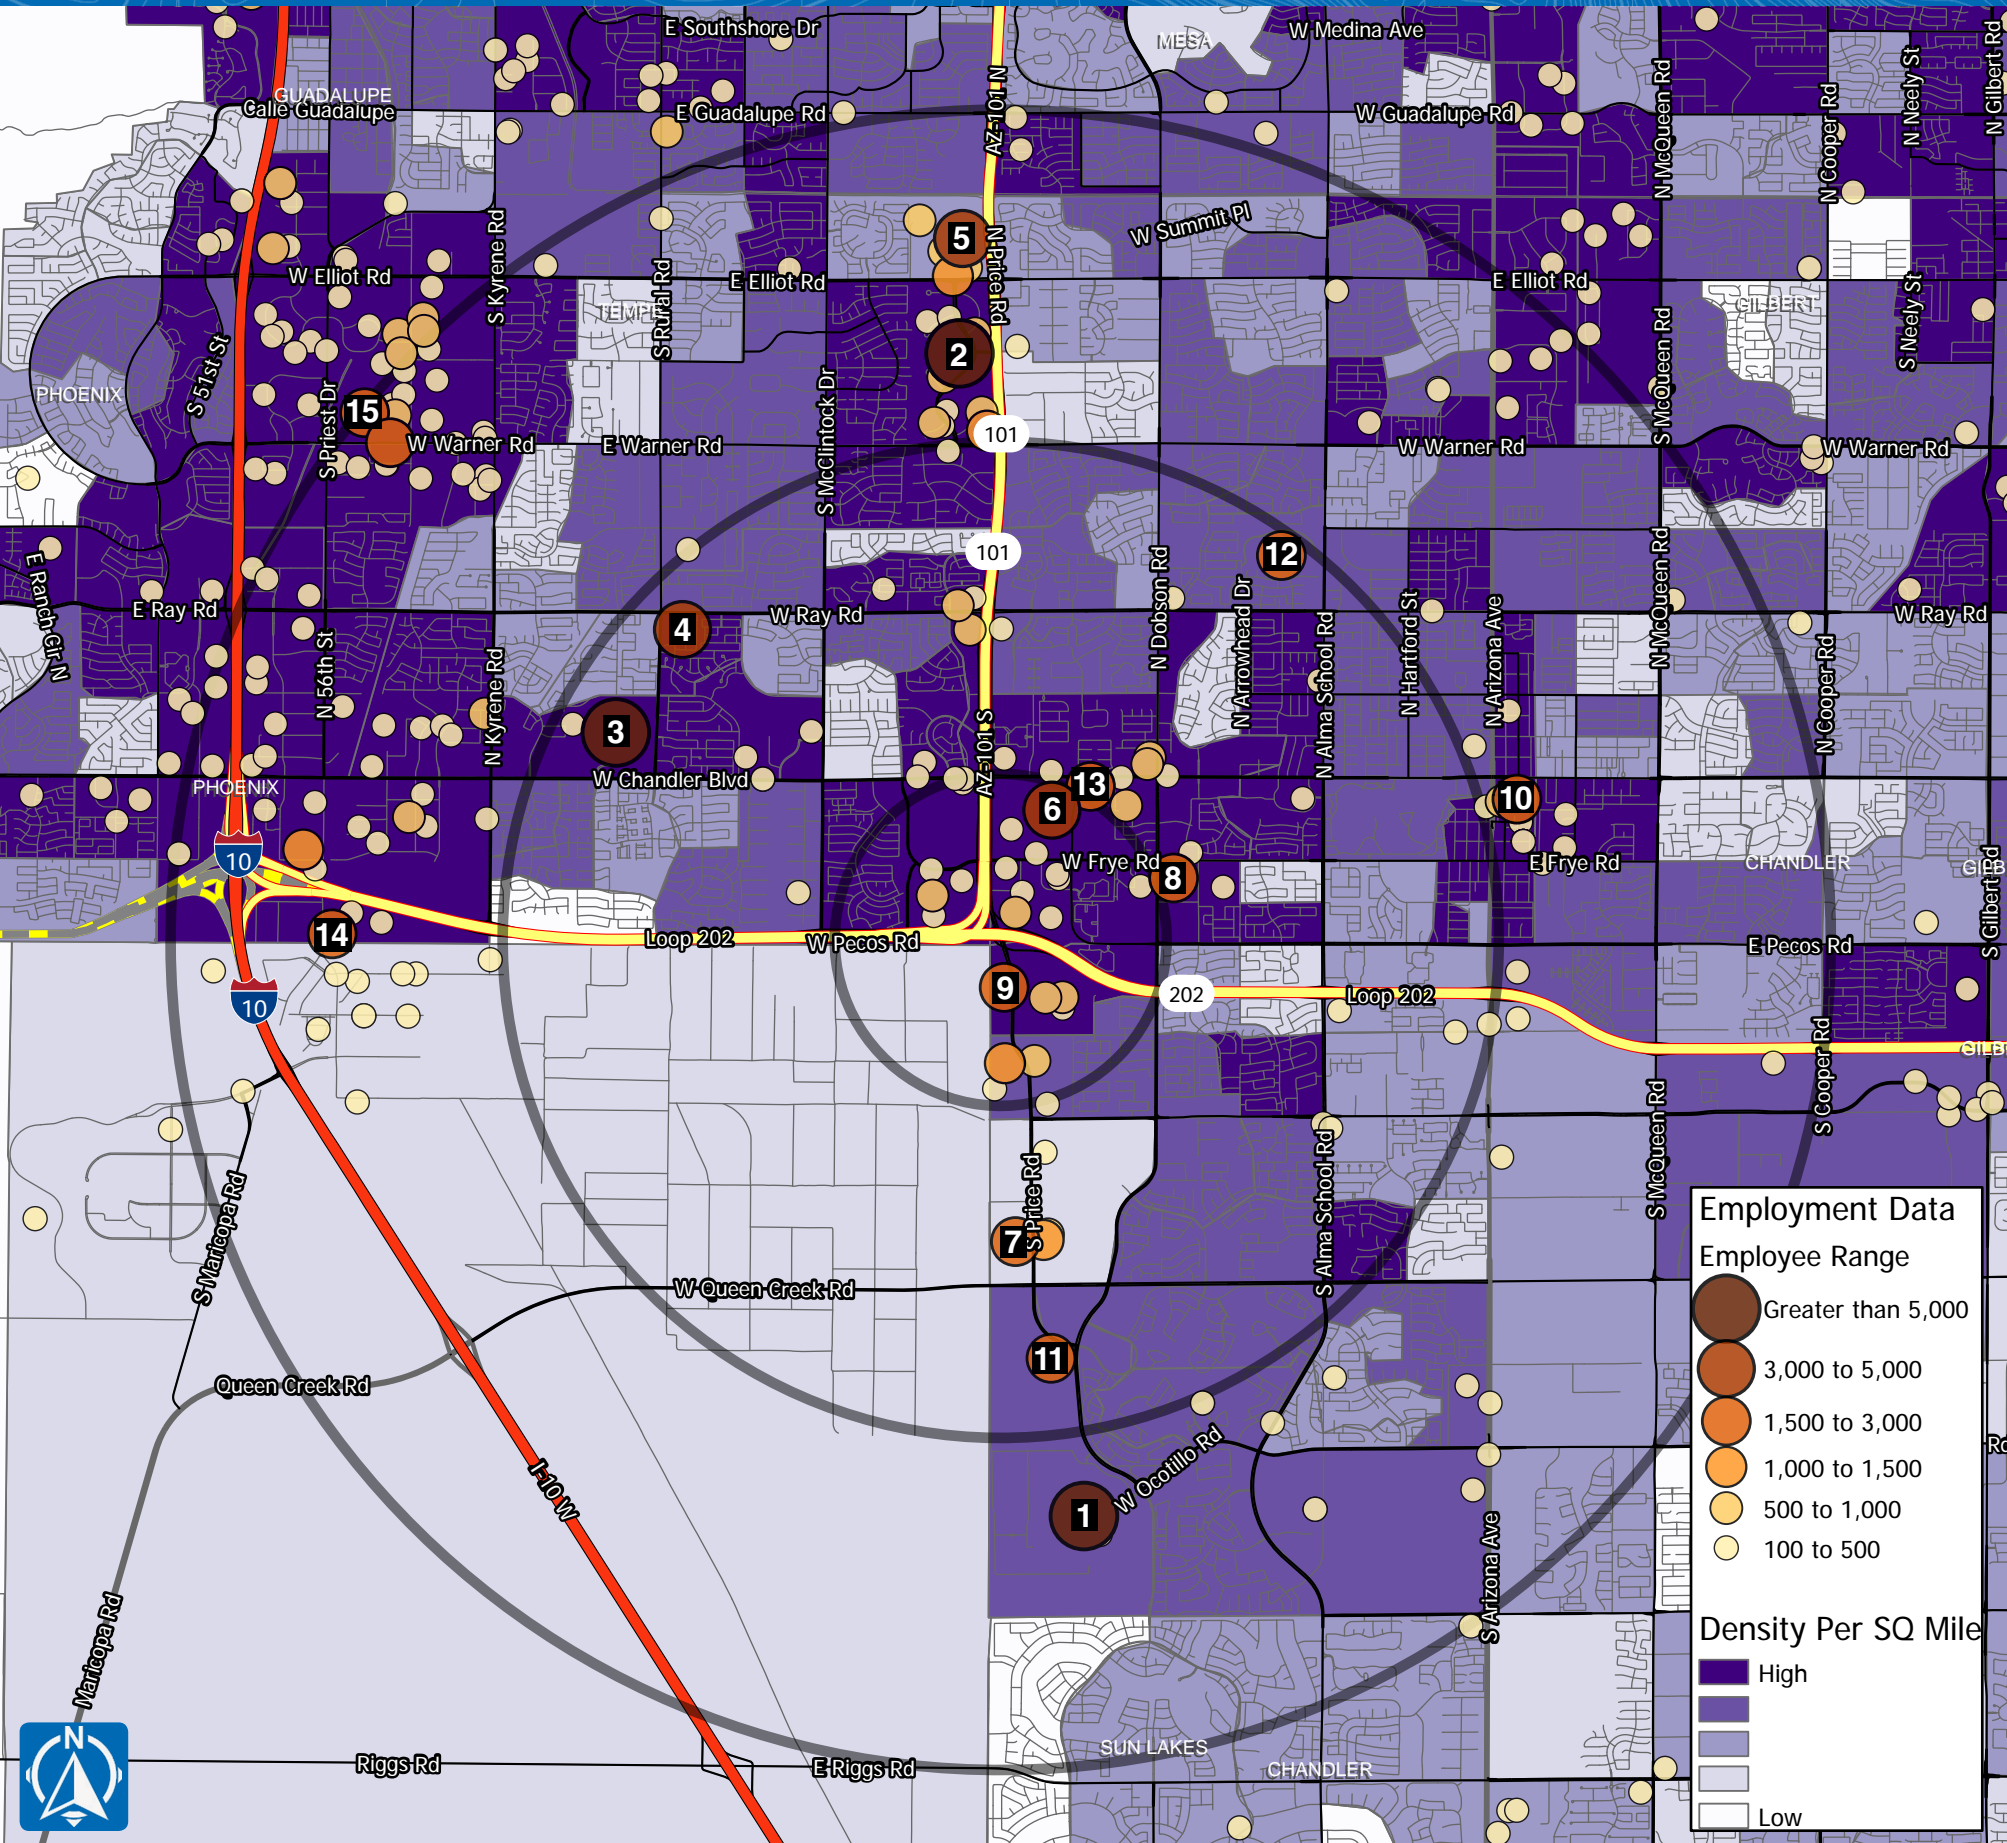 E Southshore Dr
W Medina Ave
MESA
AZ-101 N
N McQueen Rd
N Cooper Rd
N Neely St
N Gilbert Rd
GUADALUPE
Calle Guadalupe
E Guadalupe Rd
W Guadalupe Rd
S Kyrene Rd
W Summit Pl
5
N Price Rd
W Elliot Rd
S Rural Rd
E Elliot Rd
E Elliot Rd
TEMPE
GILBERT
S 51st St
2
N McQueen Rd
S Neely St
PHOENIX
S Priest Dr
15
S McClintock Dr
101
S McQueen Rd
W Warner Rd
E Warner Rd
W Warner Rd
W Warner Rd
E Ranch Cir N
101
12
N Dobson Rd
N McQueen Rd
E Ray Rd
4
W Ray Rd
N Arrowhead Dr
N Hartford St
N Arizona Ave
W Ray Rd
N 56th St
N Kyrene Rd
N Alma School Rd
N Cooper Rd
3
AZ-101 S
W Chandler Blvd
PHOENIX
13
6
10
10
W Frye Rd
8
E Frye Rd
CHANDLER
GILB
S Gilbert Rd
14
Loop 202
W Pecos Rd
E Pecos Rd
9
202
Loop 202
10
GILB
S Cooper Rd
S McQueen Rd
S Maricopa Rd
S Price Rd
7
S Alma School Rd
W Queen Creek Rd
11
Queen Creek Rd
I-10 W
W Ocotillo Rd
1
Rd
S Arizona Ave
Maricopa Rd
Employment Data
Employee Range
Greater than 5,000
3,000 to 5,000
1,500 to 3,000
1,000 to 1,500
500 to 1,000
100 to 500
Density Per SQ Mile
High
Low
N
Riggs Rd
E Riggs Rd
SUN LAKES
CHANDLER